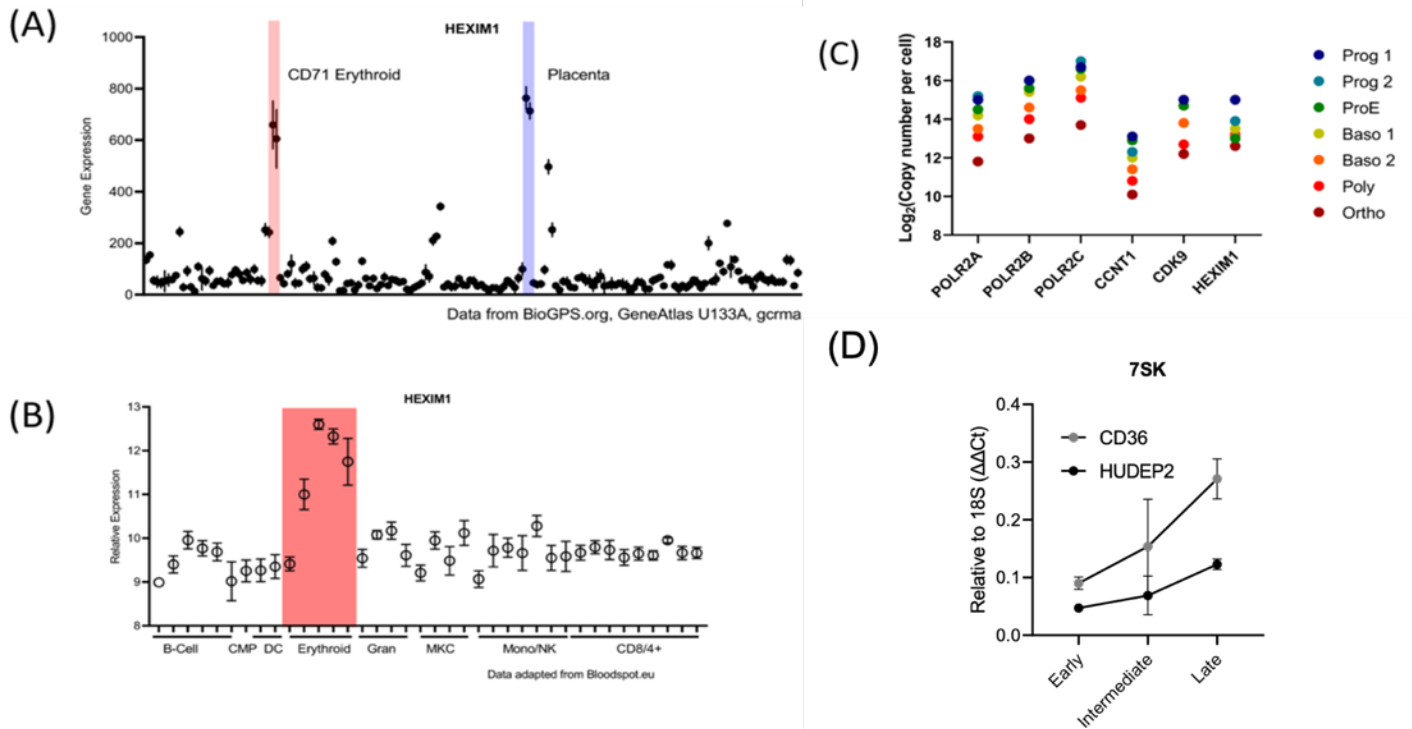 (A)
HEXIM1
Gene Expression
1000
800
600
400
200
0
CD71 Erythroid
Placenta
Data from BioGPS.org, GeneAtlas U133A, gcrma
(B)
HEXIM1
Relative Expression
13
12
11
10
9
8
B-Cell
CMP
DC
Erythroid
Gran
MKC
Mono/NK
CD8/4+
Data adapted from Bloodspot.eu
(C)
Log₂(Copy number per cell)
18
16
14
12
10
8
POLR2A
POLR2B
POLR2C
CCNT1
CDK9
HEXIM1
Prog 1
Prog 2
ProE
Baso 1
Baso 2
Poly
Ortho
(D)
7SK
Relative to 18S (ΔΔCt)
0.4
0.3
0.2
0.1
0.0
CD36
HUDEP2
Early
Intermediate
Late